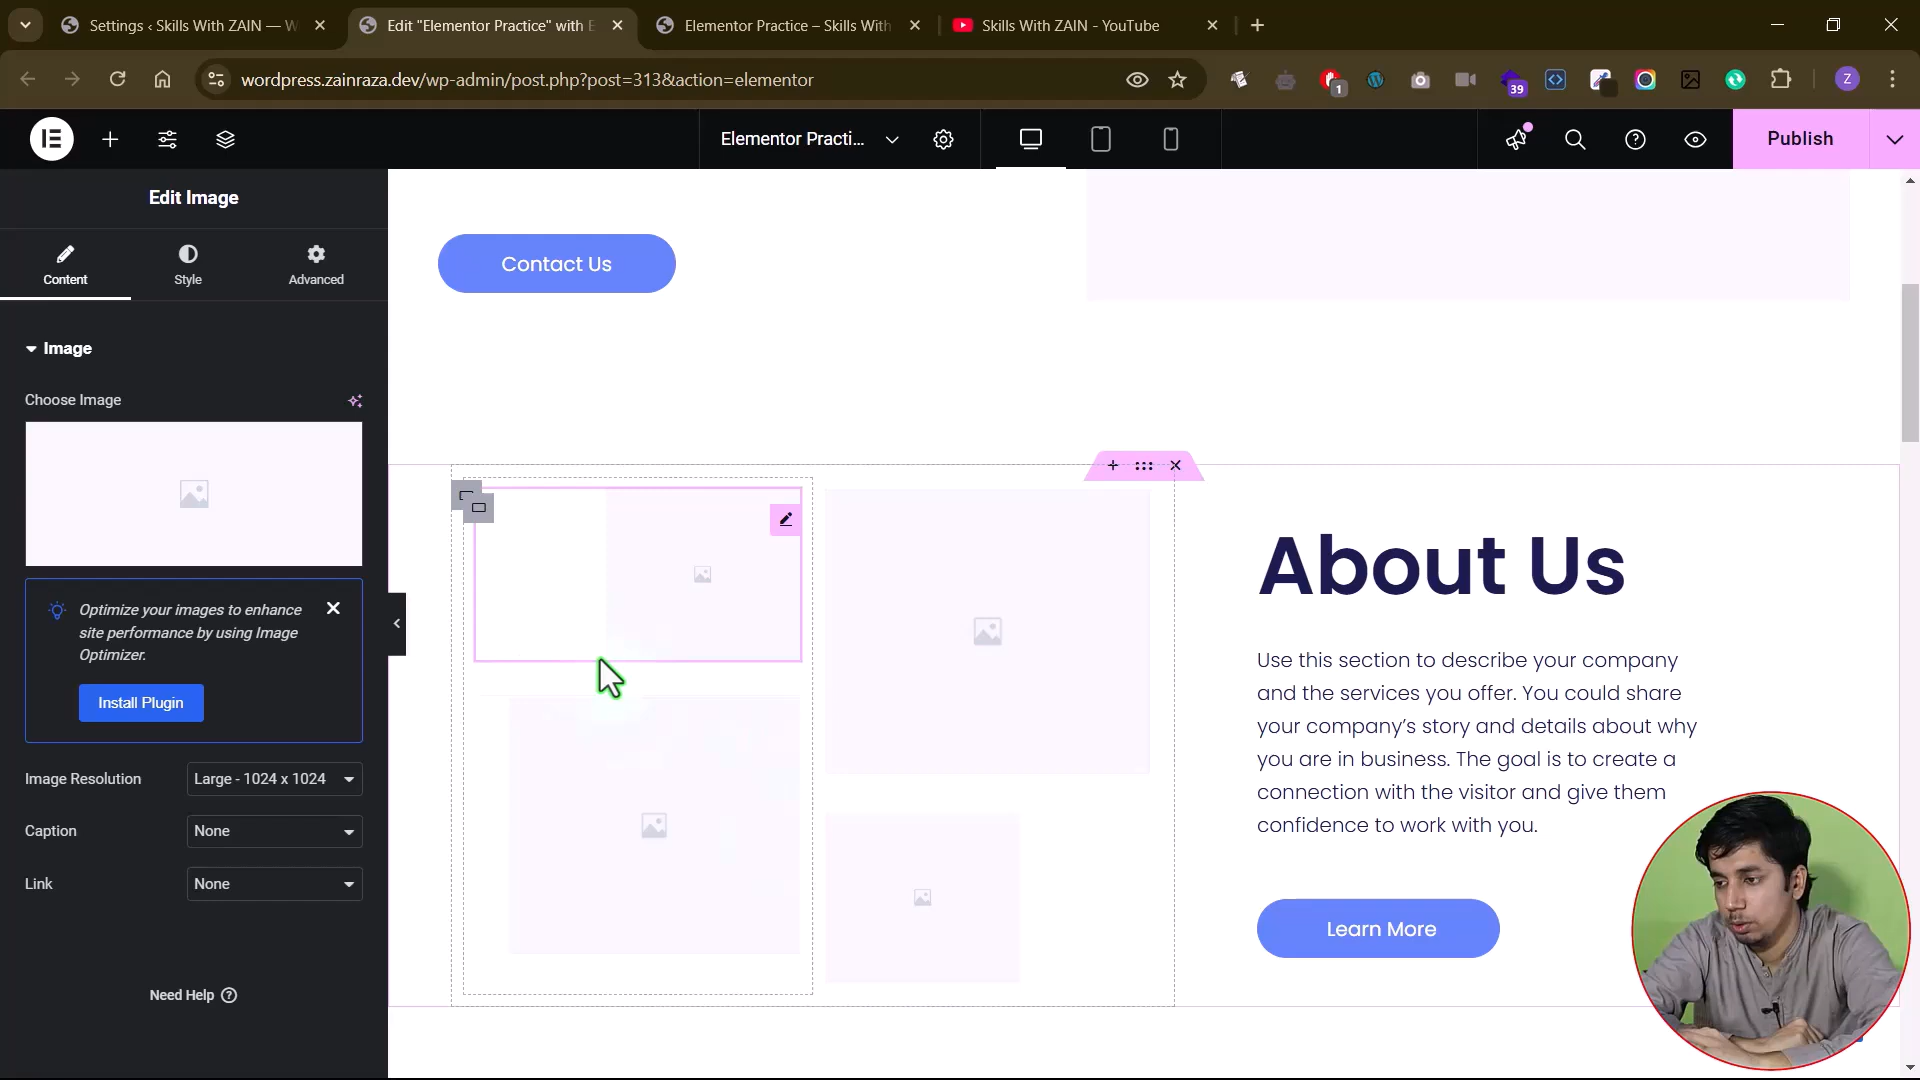 Settings ‹ Skills With ZAIN — W
Edit "Elementor Practice" with E
Elementor Practice – Skills With
Skills With ZAIN - YouTube
wordpress.zainraza.dev/wp-admin/post.php?post=313&action=elementor
1
39
Z
Elementor Practi...
Publish
Edit Image
Content
Style
Advanced
Contact Us
Image
Choose Image
Optimize your images to enhance
site performance by using Image
Optimizer.
Install Plugin
About Us
Use this section to describe your company
and the services you offer. You could share
your company's story and details about why
you are in business. The goal is to create a
connection with the visitor and give them
confidence to work with you.
Image Resolution
Large - 1024 x 1024
Caption
None
Link
None
Learn More
Need Help